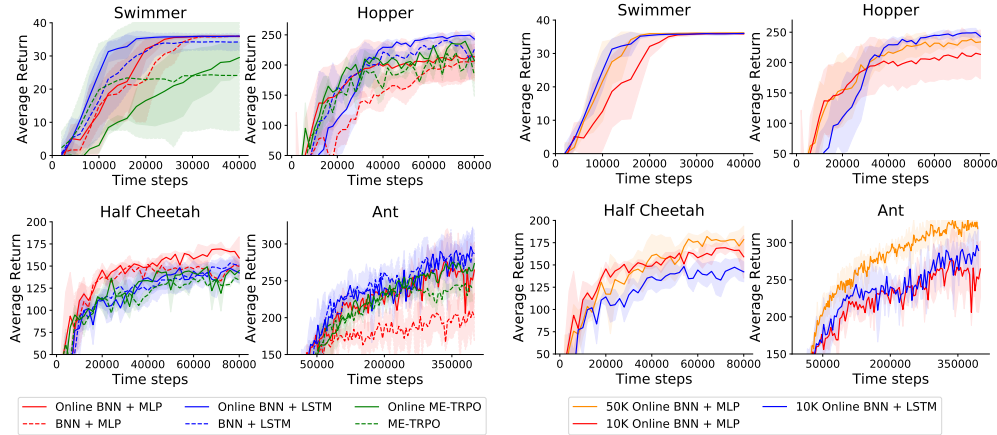 Swimmer
Average Return
40
30
20
10
0
0 10000 20000 30000 40000
Time steps
Hopper
Average Return
250
200
150
100
50
0 20000 40000 60000 80000
Time steps
Swimmer
Average Return
30
20
10
0
0 10000 20000 30000 40000
Time steps
Hopper
Average Return
250
200
150
100
50
0 20000 40000 60000 80000
Time steps
Half Cheetah
Average Return
200
175
150
125
100
75
50
0 20000 40000 60000 80000
Time steps
Ant
Average Return
300
250
200
150
50000 200000 350000
Time steps
Half Cheetah
Average Return
200
175
150
125
100
75
50
0 20000 40000 60000 80000
Time steps
Ant
Average Return
300
250
200
150
50000 200000 350000
Time steps
Online BNN + MLP Online BNN + LSTM Online ME-TRPO
BNN + MLP BNN + LSTM ME-TRPO
50K Online BNN + MLP 10K Online BNN + LSTM
10K Online BNN + MLP